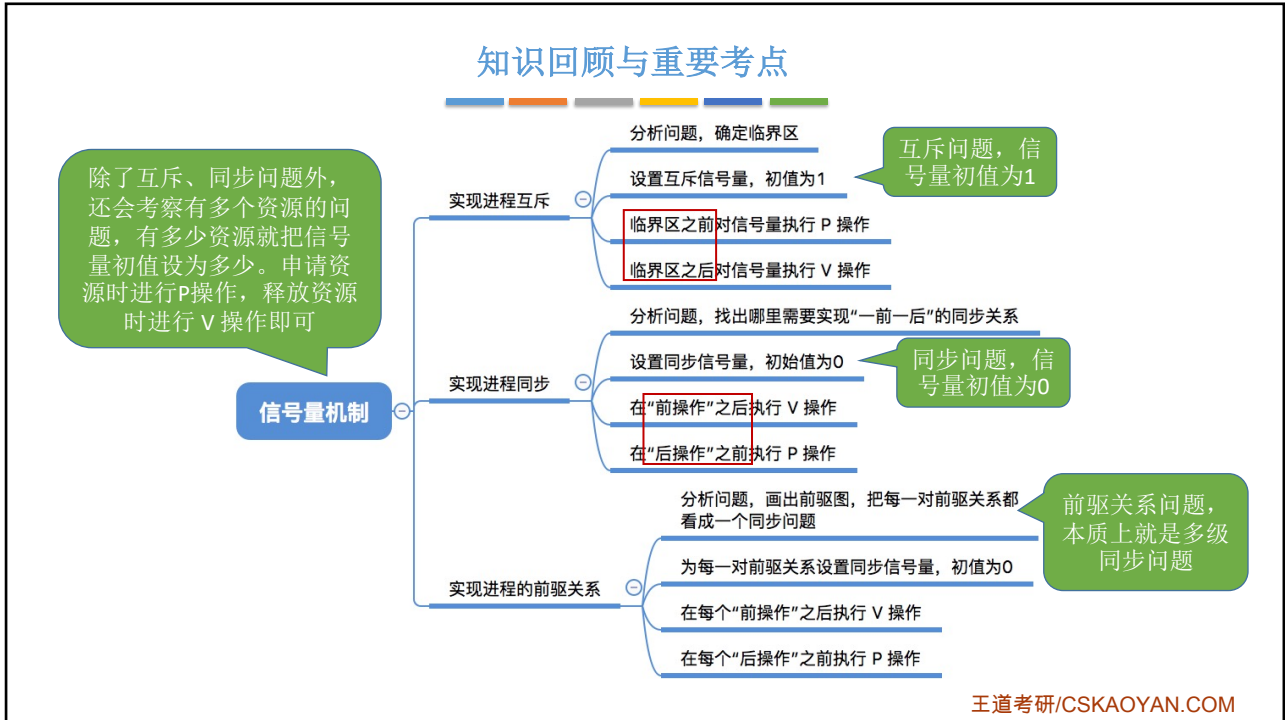 知识回顾与重要考点
除了互斥、同步问题外，
还会考察有多个资源的问
题，有多少资源就把信号
量初值设为多少。申请资
源时进行P操作，释放资源
时进行 V 操作即可
信号量机制
实现进程互斥
分析问题，确定临界区
设置互斥信号量，初值为1
临界区之前对信号量执行 P 操作
临界区之后对信号量执行 V 操作
互斥问题，信
号量初值为1
实现进程同步
分析问题，找出哪里需要实现“一前一后”的同步关系
设置同步信号量，初始值为0
在“前操作”之后执行 V 操作
在“后操作”之前执行 P 操作
同步问题，信
号量初值为0
实现进程的前驱关系
分析问题，画出前驱图，把每一对前驱关系都
看成一个同步问题
为每一对前驱关系设置同步信号量，初值为0
在每个“前操作”之后执行 V 操作
在每个“后操作”之前执行 P 操作
前驱关系问题，
本质上就是多级
同步问题
王道考研/CSKAOYAN.COM